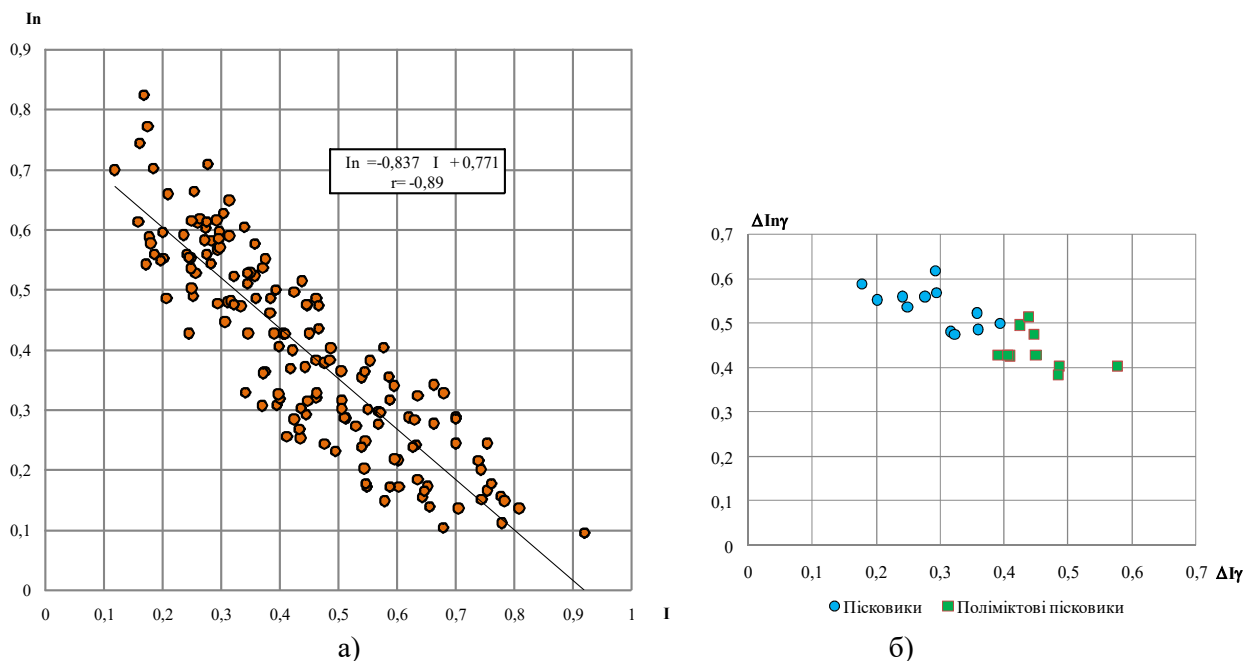 In
0,9
0,8
0,7
0,6
0,5
0,4
0,3
0,2
0,1
0
In =-0,837 I + 0,771
r= -0,89
0 0,1 0,2 0,3 0,4 0,5 0,6 0,7 0,8 0,9 1
I
а)
ΔInγ
0,7
0,6
0,5
0,4
0,3
0,2
0,1
0
0 0,1 0,2 0,3 0,4 0,5 0,6 0,7 ΔIγ
Пісковики Поліміктові пісковики
б)